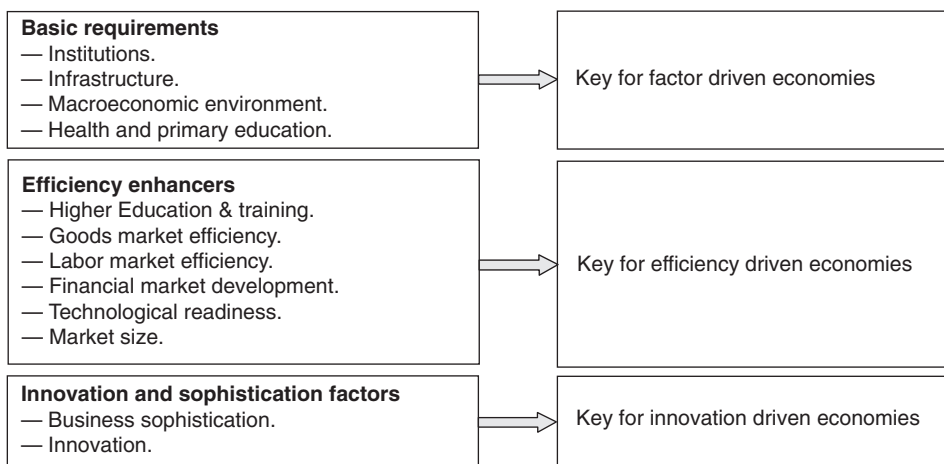 Basic requirements
— Institutions.
— Infrastructure.
— Macroeconomic environment.
— Health and primary education.
Key for factor driven economies
Efficiency enhancers
— Higher Education & training.
— Goods market efficiency.
— Labor market efficiency.
— Financial market development.
— Technological readiness.
— Market size.
Key for efficiency driven economies
Innovation and sophistication factors
— Business sophistication.
— Innovation.
Key for innovation driven economies